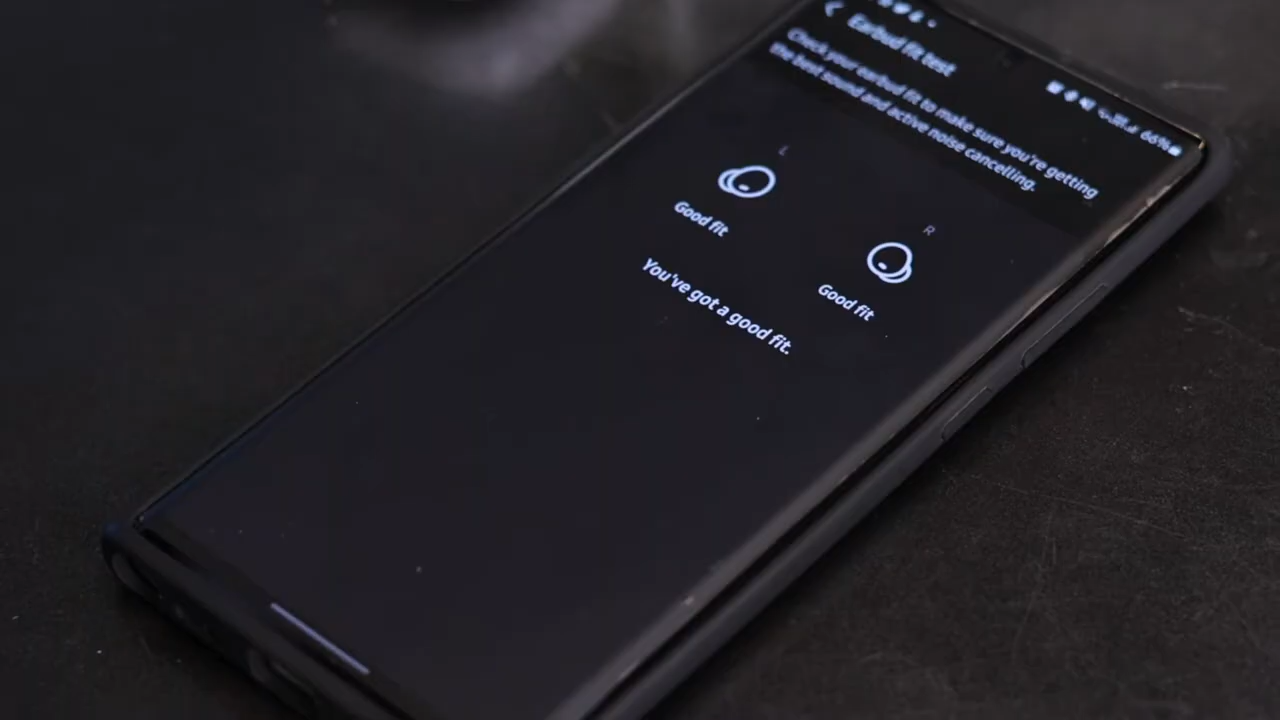 66%
Earbud fit test
Check your earbud fit to make sure you're getting
the best sound and active noise cancelling.
L
R
Good fit
Good fit
You've got a good fit.